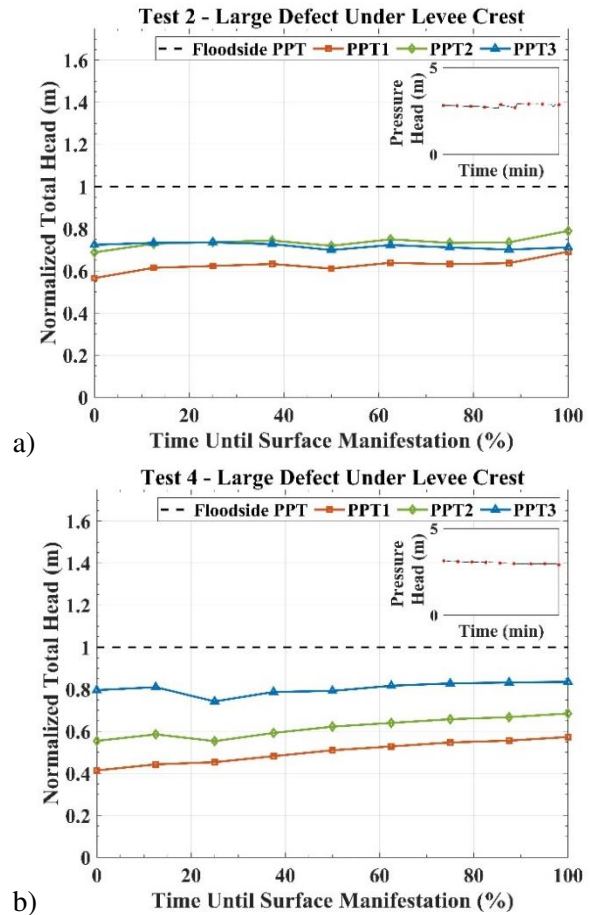 Test 2 - Large Defect Under Levee Crest
Floodside PPT PPT1 PPT2 PPT3
1.6
1.4
1.2
1
0.8
0.6
0.4
0.2
0
Normalized Total Head (m)
5
0
Pressure
Head (m)
Time (min)
0 20 40 60 80 100
Time Until Surface Manifestation (%)
a)
Test 4 - Large Defect Under Levee Crest
Floodside PPT PPT1 PPT2 PPT3
1.6
1.4
1.2
1
0.8
0.6
0.4
0.2
0
Normalized Total Head (m)
5
0
Pressure
Head (m)
Time (min)
0 20 40 60 80 100
Time Until Surface Manifestation (%)
b)